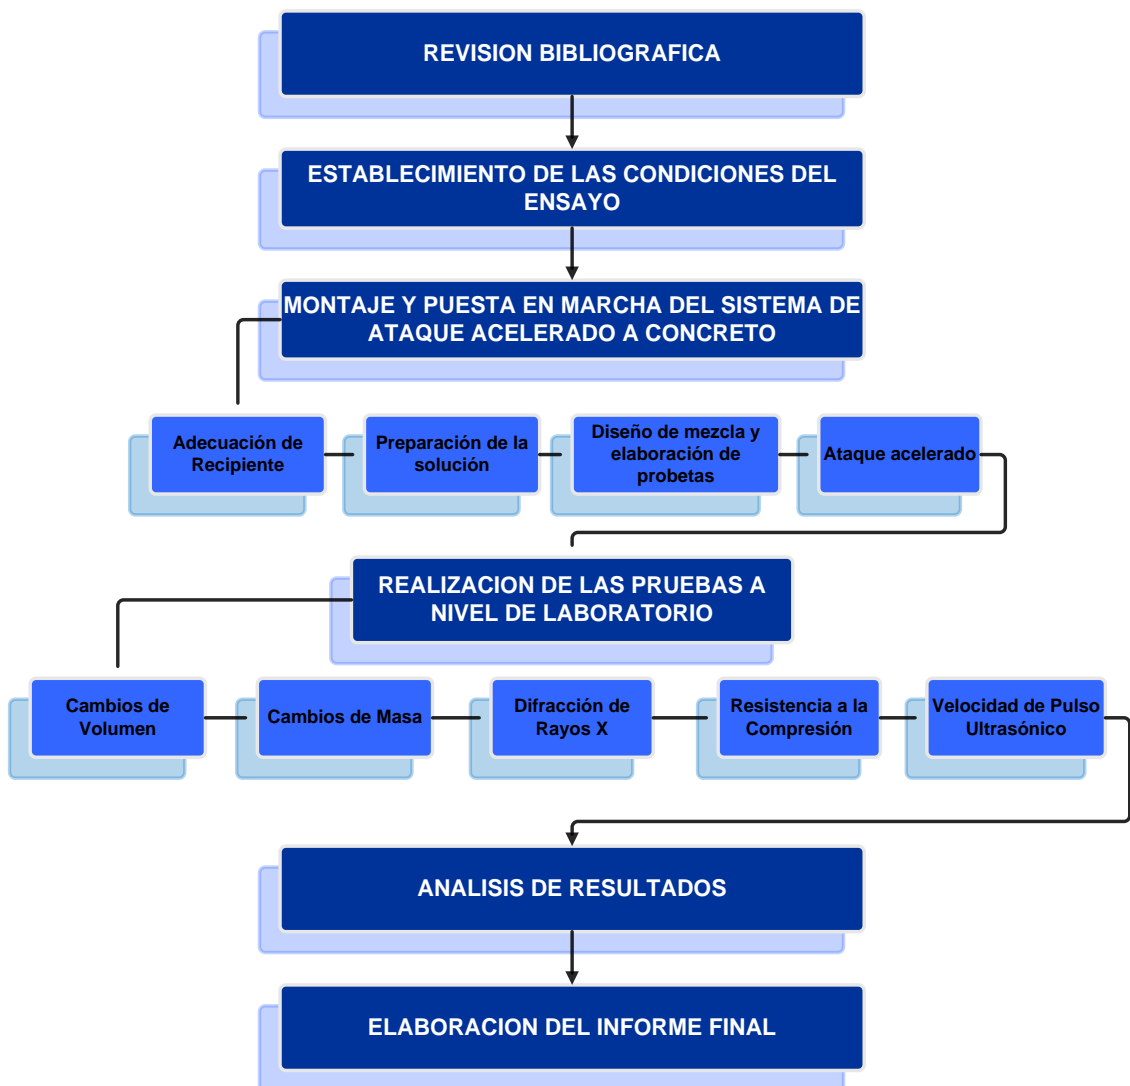 REVISION BIBLIOGRAFICA
ESTABLECIMIENTO DE LAS CONDICIONES DEL
ENSAYO
MONTAJE Y PUESTA EN MARCHA DEL SISTEMA DE
ATAQUE ACELERADO A CONCRETO
Adecuación de
Recipiente
Preparación de la
solución
Diseño de mezcla y
elaboración de
probetas
Ataque acelerado
REALIZACION DE LAS PRUEBAS A
NIVEL DE LABORATORIO
Cambios de
Volumen
Cambios de Masa
Difracción de
Rayos X
Resistencia a la
Compresión
Velocidad de Pulso
Ultrasónico
ANALISIS DE RESULTADOS
ELABORACION DEL INFORME FINAL